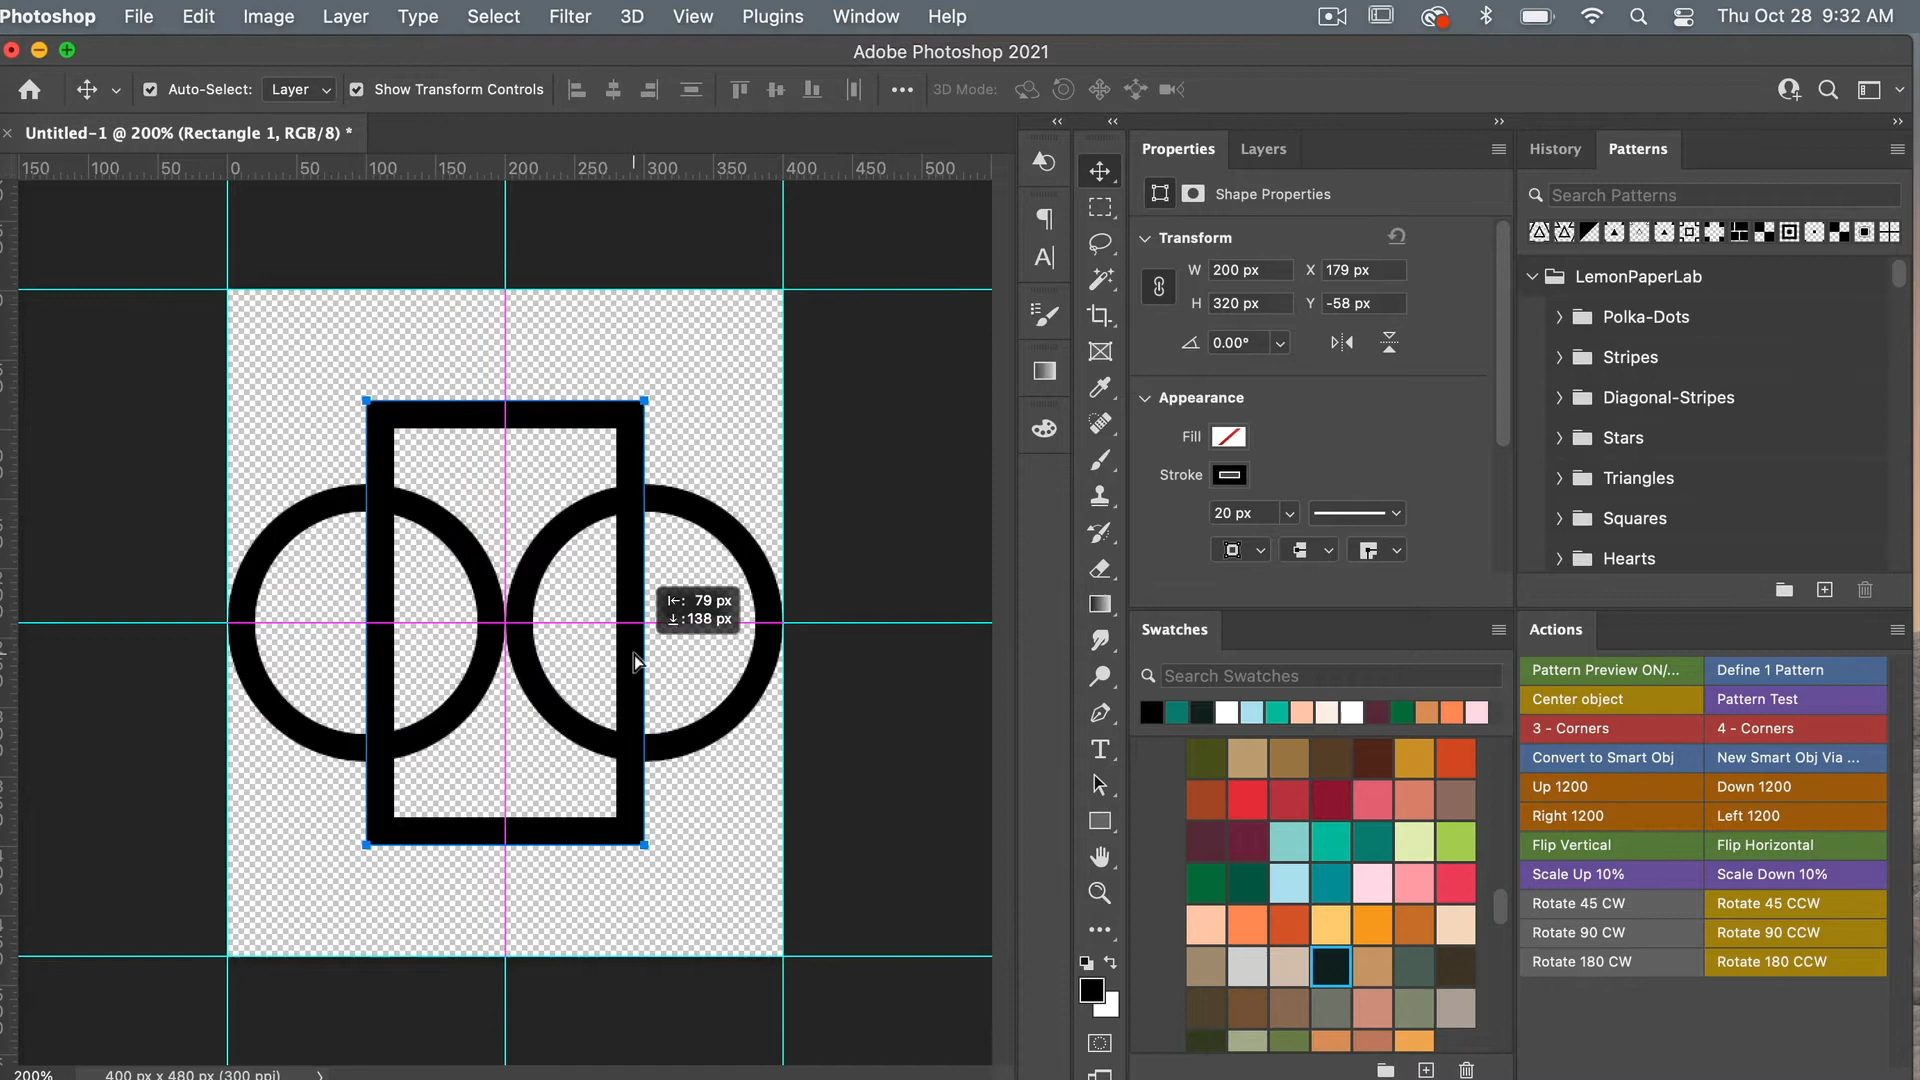 Photoshop File Edit Image Layer Type Select Filter 3D View Plugins Window Help Thu Oct 28 9:32 AM
Adobe Photoshop 2021
Auto-Select: Layer Show Transform Controls 3D Mode:
Untitled-1 @ 200% (Rectangle 1, RGB/8) *
150 100 50 0 50 100 150 200 250 300 350 400 450 500
Properties Layers
Shape Properties
Transform
W 200 px X 179 px
H 320 px Y -58 px
0.00°
Appearance
Fill
Stroke
20 px
79 px
138 px
Swatches
Search Swatches
History Patterns
Search Patterns
LemonPaperLab
Polka-Dots
Stripes
Diagonal-Stripes
Stars
Triangles
Squares
Hearts
Actions
Pattern Preview ON/... Define 1 Pattern
Center object Pattern Test
3 - Corners 4 - Corners
Convert to Smart Obj New Smart Obj Via ...
Up 1200 Down 1200
Right 1200 Left 1200
Flip Vertical Flip Horizontal
Scale Up 10% Scale Down 10%
Rotate 45 CW Rotate 45 CCW
Rotate 90 CW Rotate 90 CCW
Rotate 180 CW Rotate 180 CCW
200% 400 px x 480 px (300 ppi)